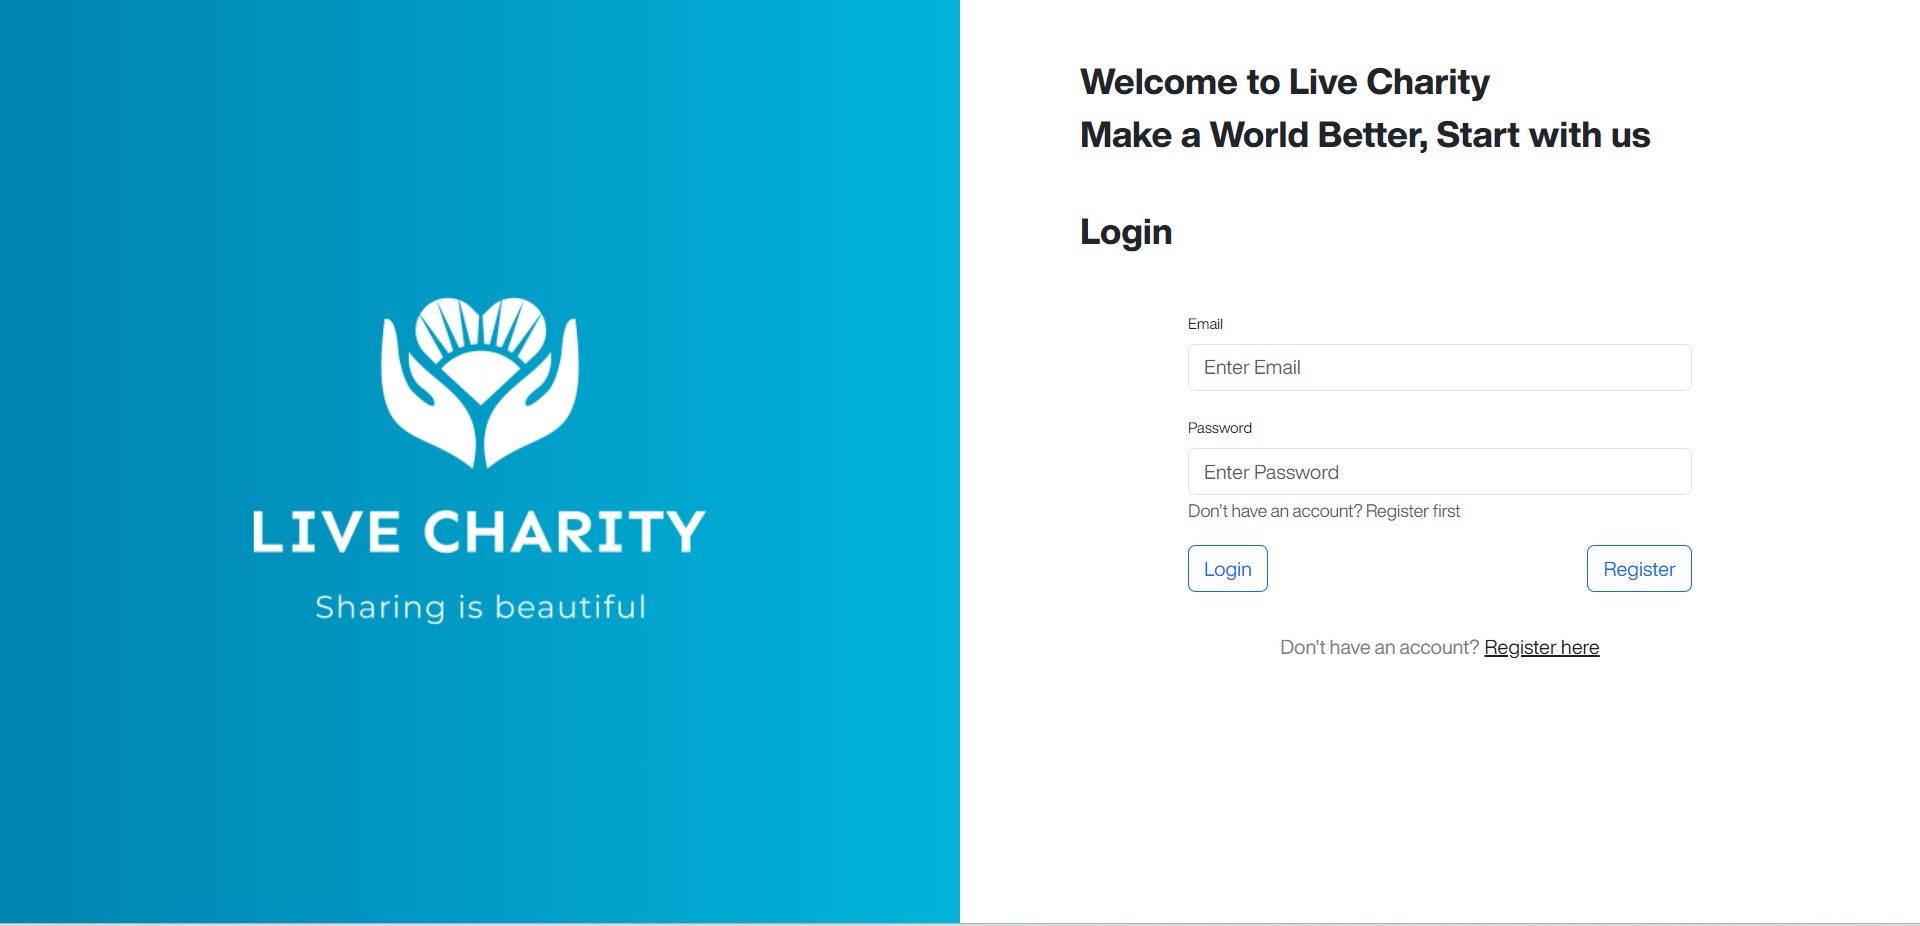 LIVE CHARITY
Sharing is beautiful
Welcome to Live Charity
Make a World Better, Start with us
Login
Email
Enter Email
Password
Enter Password
Don't have an account? Register first
Login
Register
Don't have an account? Register here